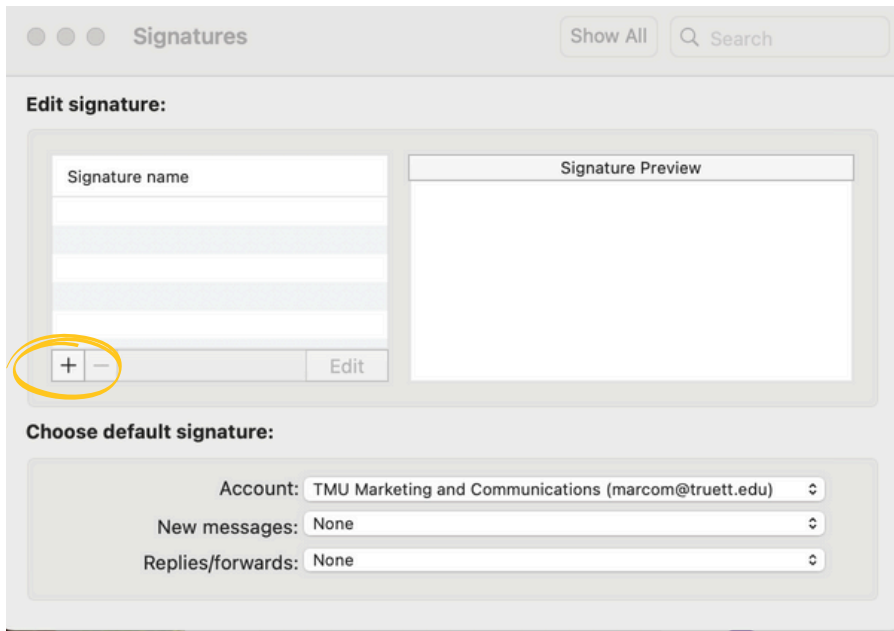 Signatures
Show All
Search
Edit signature:
Signature name
Signature Preview
+ −
Edit
Choose default signature:
Account: TMU Marketing and Communications (marcom@truett.edu)
New messages: None
Replies/forwards: None